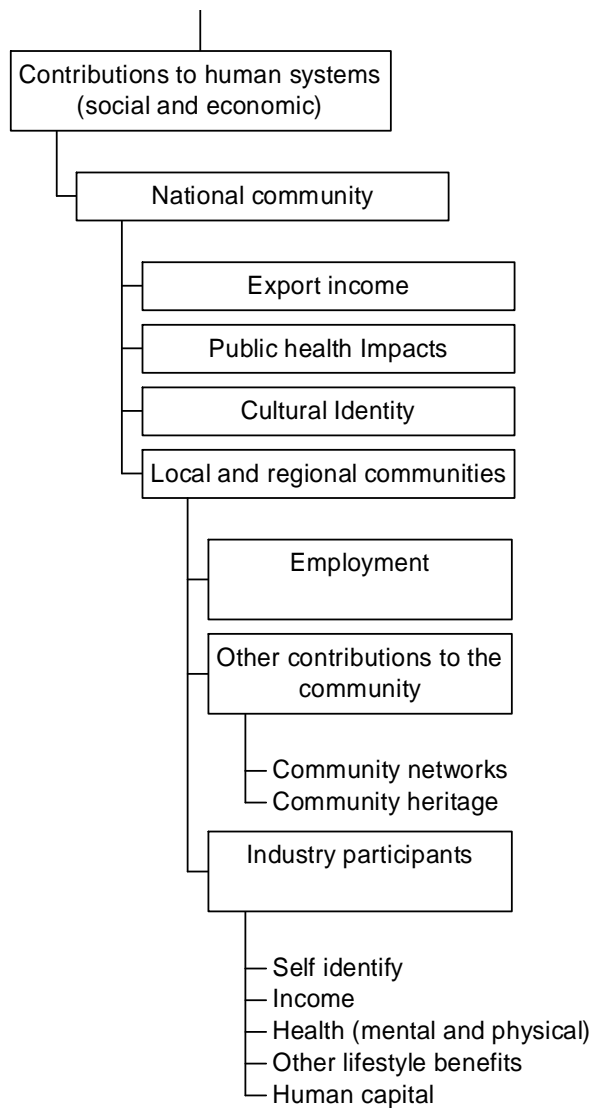 Contributions to human systems
(social and economic)
National community
Export income
Public health Impacts
Cultural Identity
Local and regional communities
Employment
Other contributions to the
community
Community networks
Community heritage
Industry participants
Self identify
Income
Health (mental and physical)
Other lifestyle benefits
Human capital